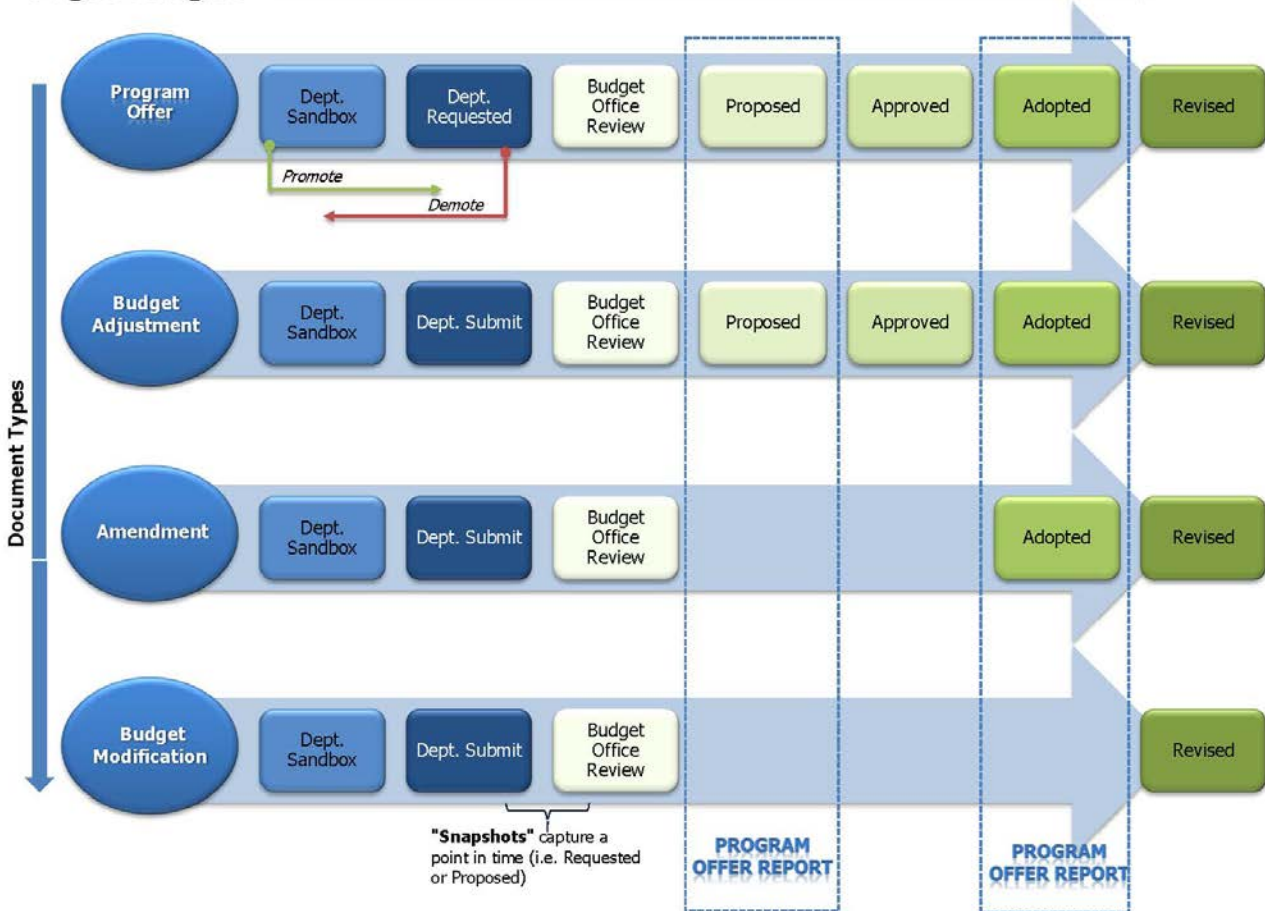 Program
Offer
Dept.
Sandbox
Dept.
Requested
Budget
Office
Review
Proposed
Approved
Adopted
Revised
Promote
Demote
Budget
Adjustment
Dept.
Sandbox
Dept. Submit
Budget
Office
Review
Proposed
Approved
Adopted
Revised
Document Types
Amendment
Dept.
Sandbox
Dept. Submit
Budget
Office
Review
Adopted
Revised
Budget
Modification
Dept.
Sandbox
Dept. Submit
Budget
Office
Review
Revised
"Snapshots" capture a
point in time (i.e. Requested
or Proposed)
PROGRAM
OFFER REPORT
PROGRAM
OFFER REPORT